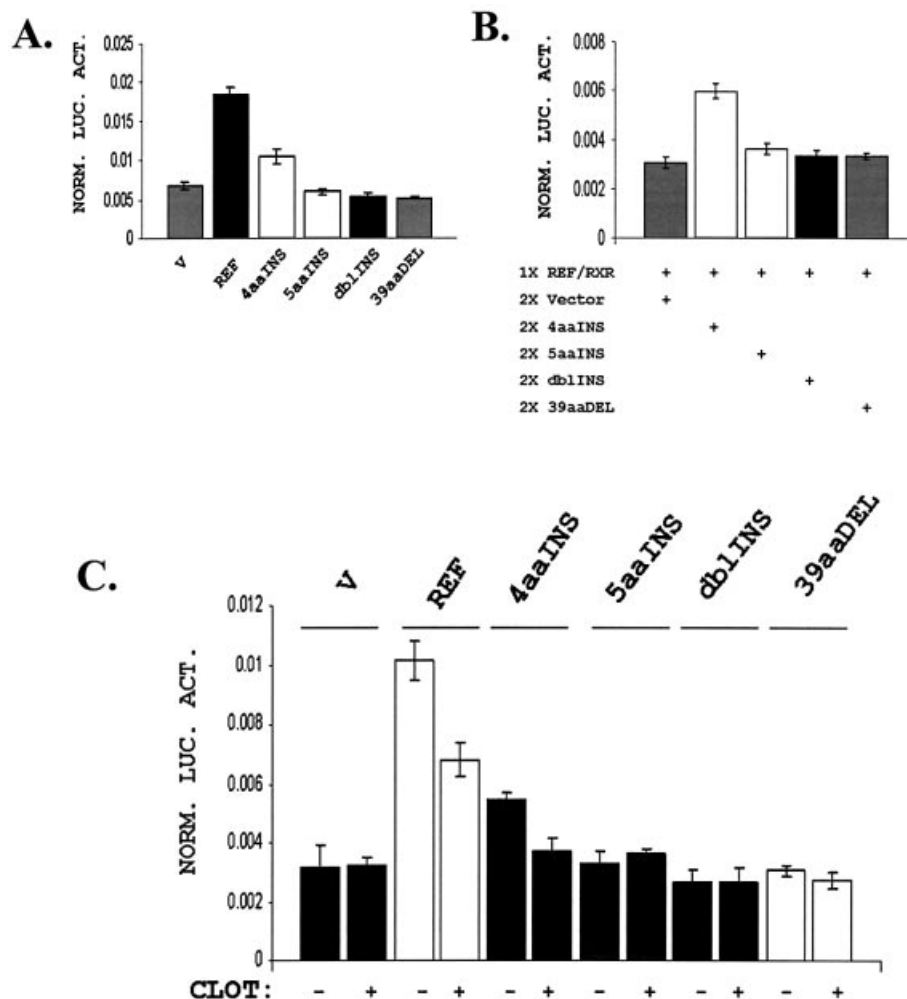 A.
NORM. LUC. ACT.
0.025
0.02
0.015
0.01
0.005
0
V
REF
4aaINS
5aaINS
dblINS
39aaDEL
B.
NORM. LUC. ACT.
0.008
0.006
0.004
0.002
0
1X REF/RXR + + + + +
2X Vector +
2X 4aaINS +
2X 5aaINS +
2X dblINS +
2X 39aaDEL +
C.
V
REF
4aaINS
5aaINS
dblINS
39aaDEL
NORM. LUC. ACT.
0.012
0.01
0.008
0.006
0.004
0.002
0
CLOT: - + - + - + - + - + - +